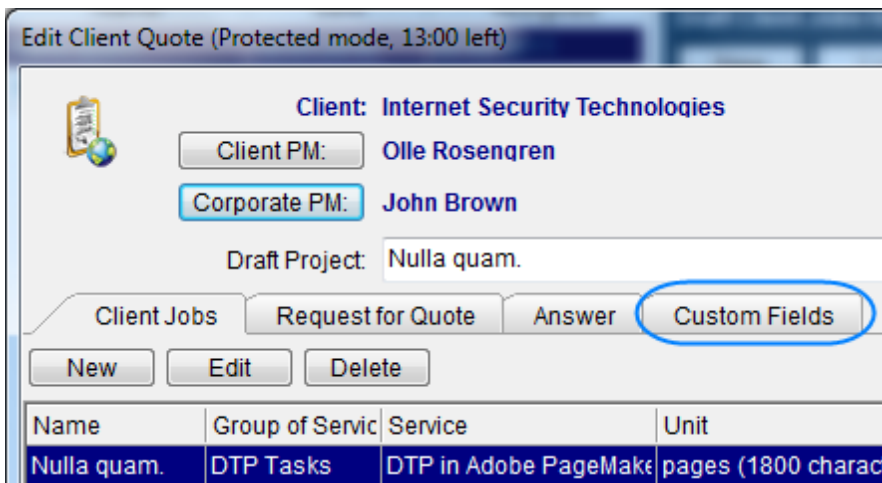 Edit Client Quote (Protected mode, 13:00 left)
Client: Internet Security Technologies
Client PM: Olle Rosengren
Corporate PM: John Brown
Draft Project: Nulla quam.
Client Jobs Request for Quote Answer Custom Fields
New Edit Delete
Name Group of Servic Service Unit
Nulla quam. DTP Tasks DTP in Adobe PageMake pages (1800 charac